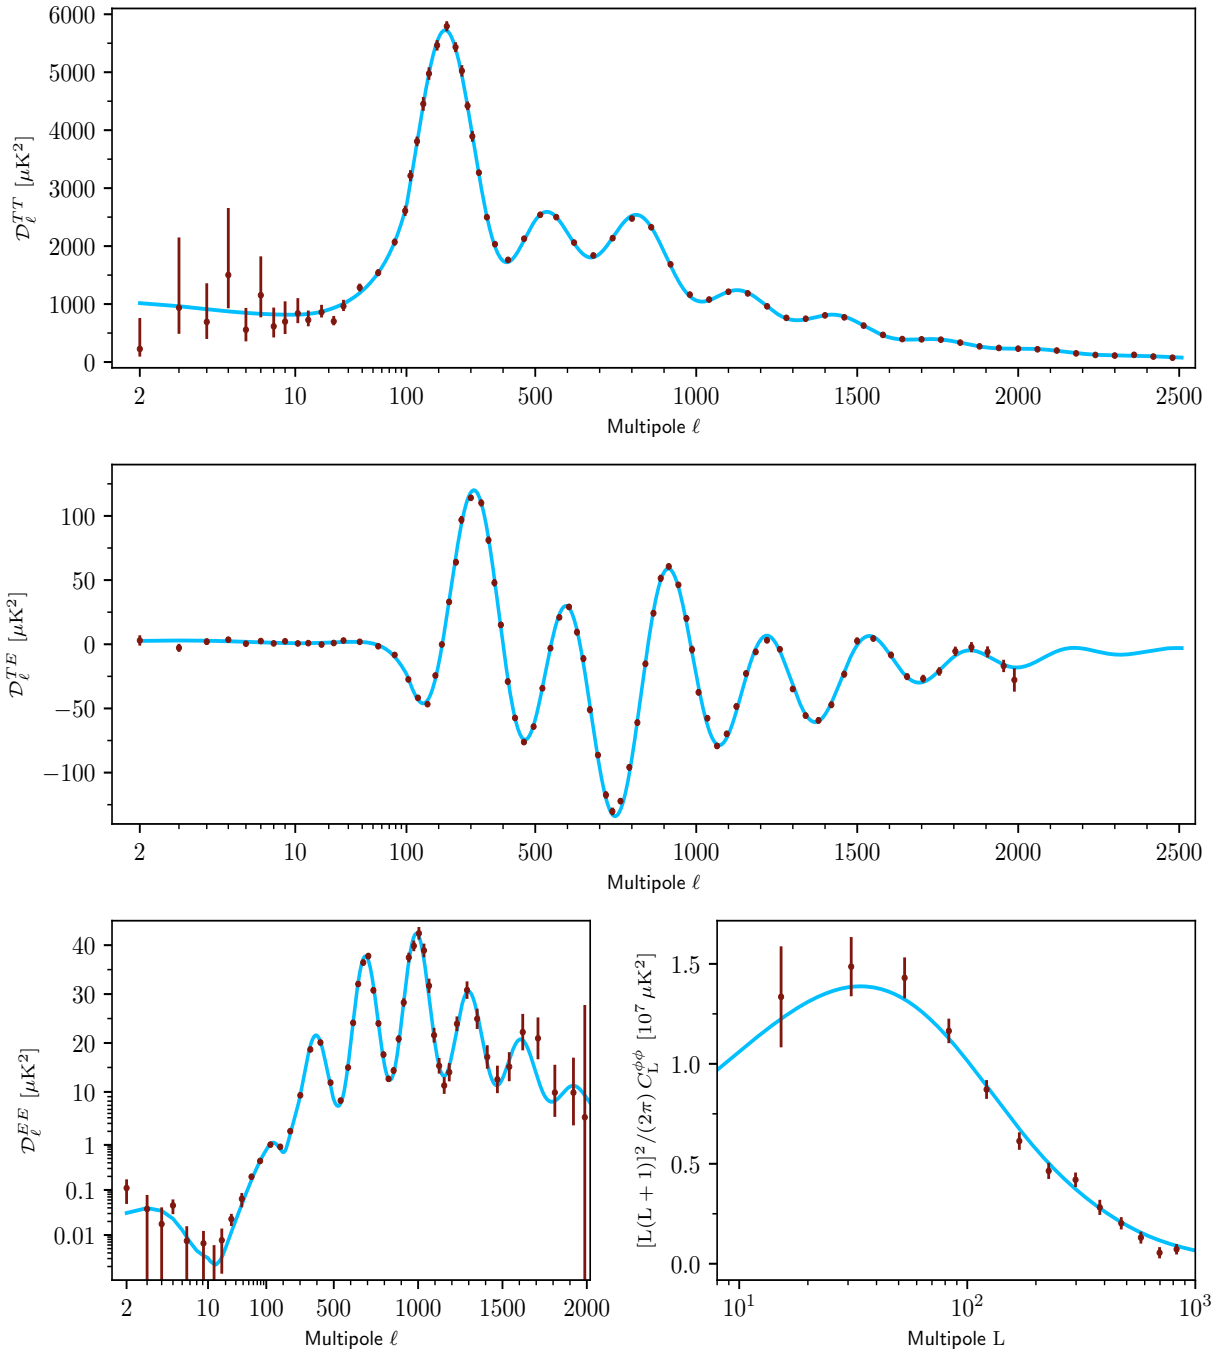 6000
5000
4000
3000
2000
1000
0
𝒟ℓ^TT [μK²]
2 10 100 500 1000 1500 2000 2500
Multipole ℓ
100
50
0
−50
−100
𝒟ℓ^TE [μK²]
2 10 100 500 1000 1500 2000 2500
Multipole ℓ
40
30
20
10
1
0.1
0.01
𝒟ℓ^EE [μK²]
2 10 100 500 1000 1500 2000
Multipole ℓ
1.5
1.0
0.5
0.0
[L(L + 1)]²/(2π) C_L^ϕϕ [10⁷ μK²]
10¹ 10² 10³
Multipole L